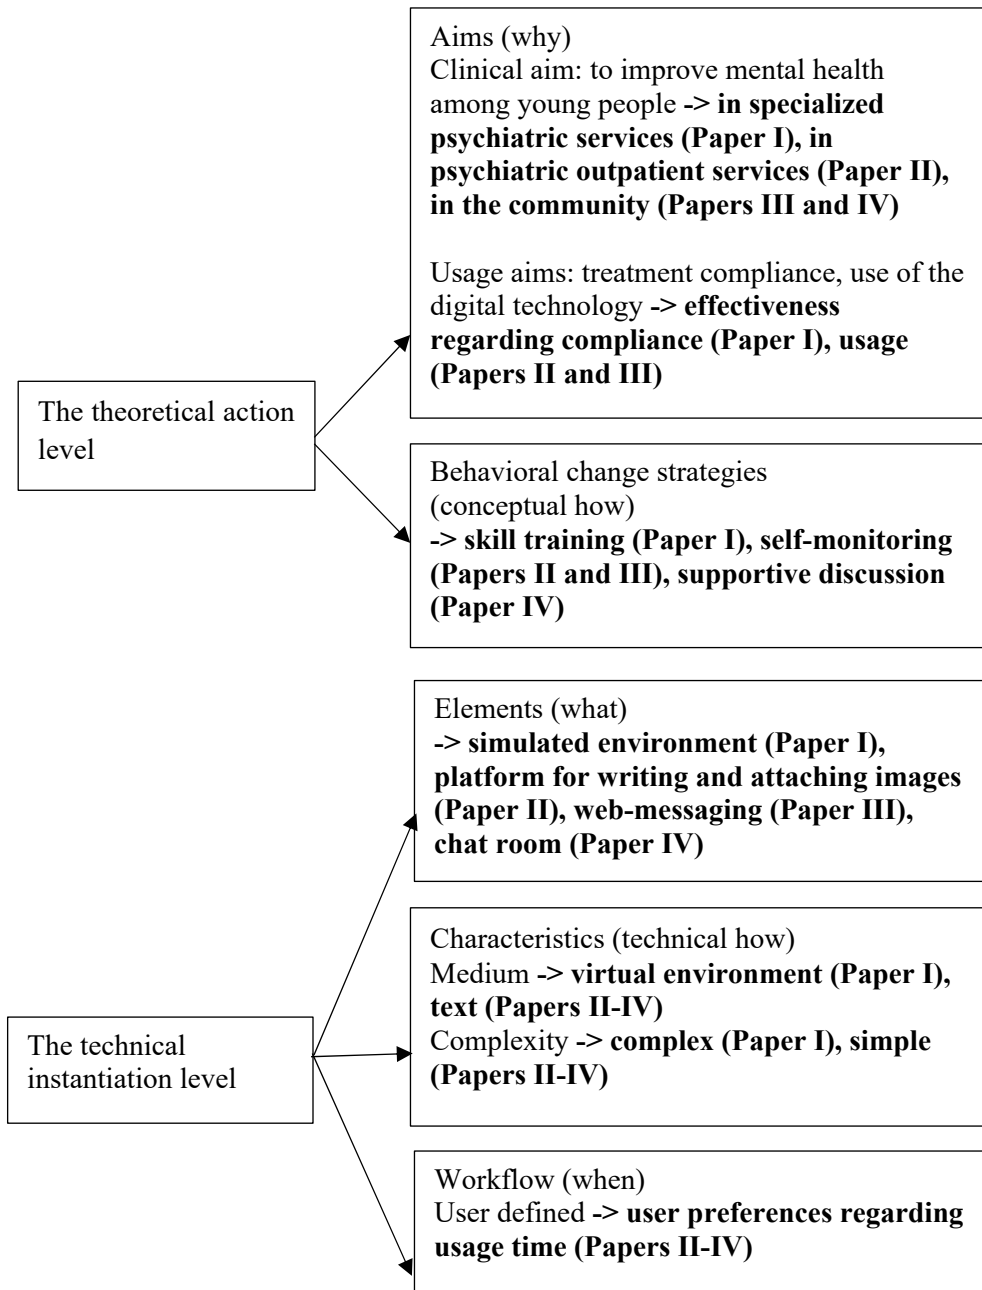 Aims (why)
Clinical aim: to improve mental health
among young people -> in specialized
psychiatric services (Paper I), in
psychiatric outpatient services (Paper II),
in the community (Papers III and IV)
Usage aims: treatment compliance, use of the
digital technology -> effectiveness
regarding compliance (Paper I), usage
(Papers II and III)
The theoretical action
level
Behavioral change strategies
(conceptual how)
-> skill training (Paper I), self-monitoring
(Papers II and III), supportive discussion
(Paper IV)
Elements (what)
-> simulated environment (Paper I),
platform for writing and attaching images
(Paper II), web-messaging (Paper III),
chat room (Paper IV)
Characteristics (technical how)
Medium -> virtual environment (Paper I),
text (Papers II-IV)
Complexity -> complex (Paper I), simple
(Papers II-IV)
The technical
instantiation level
Workflow (when)
User defined -> user preferences regarding
usage time (Papers II-IV)